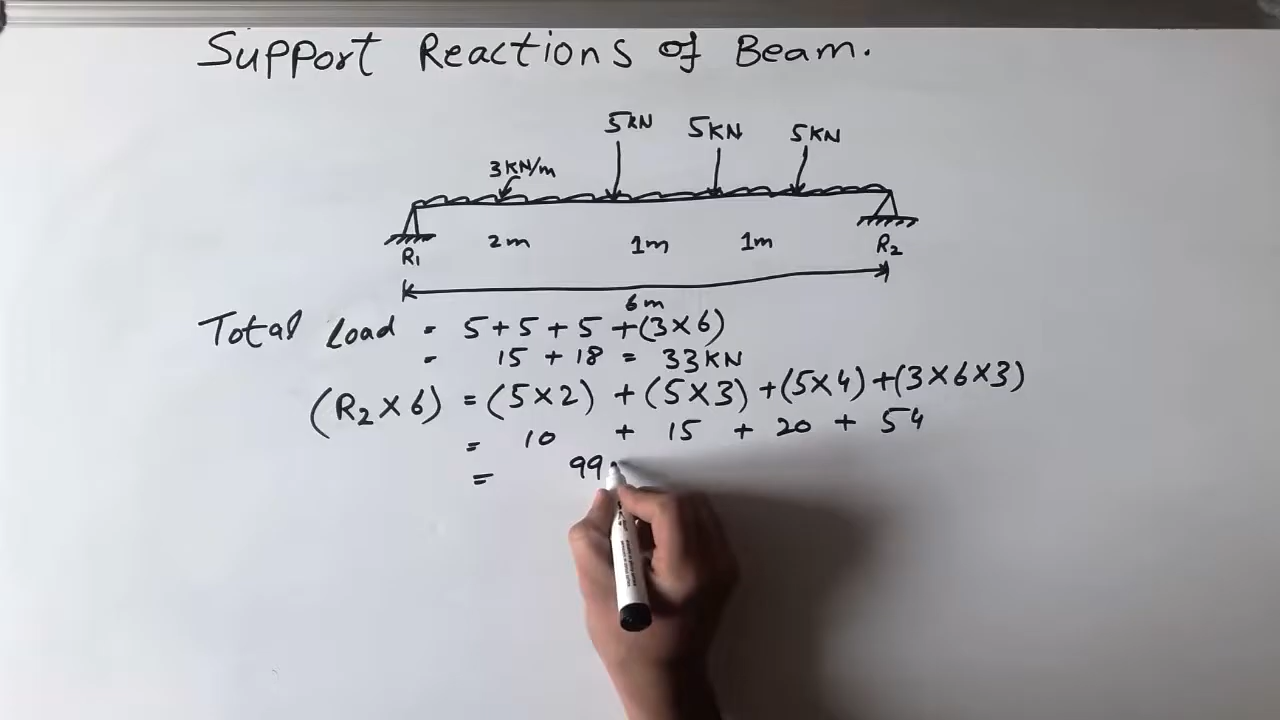 Support Reactions of Beam.
5KN 5KN 5KN
3KN/m
2m 1m 1m
R1 R2
6m
Total Load = 5 + 5 + 5 + (3×6)
= 15 + 18 = 33KN
(R2 × 6) = (5×2) + (5×3) + (5×4) + (3×6×3)
= 10 + 15 + 20 + 54
= 99